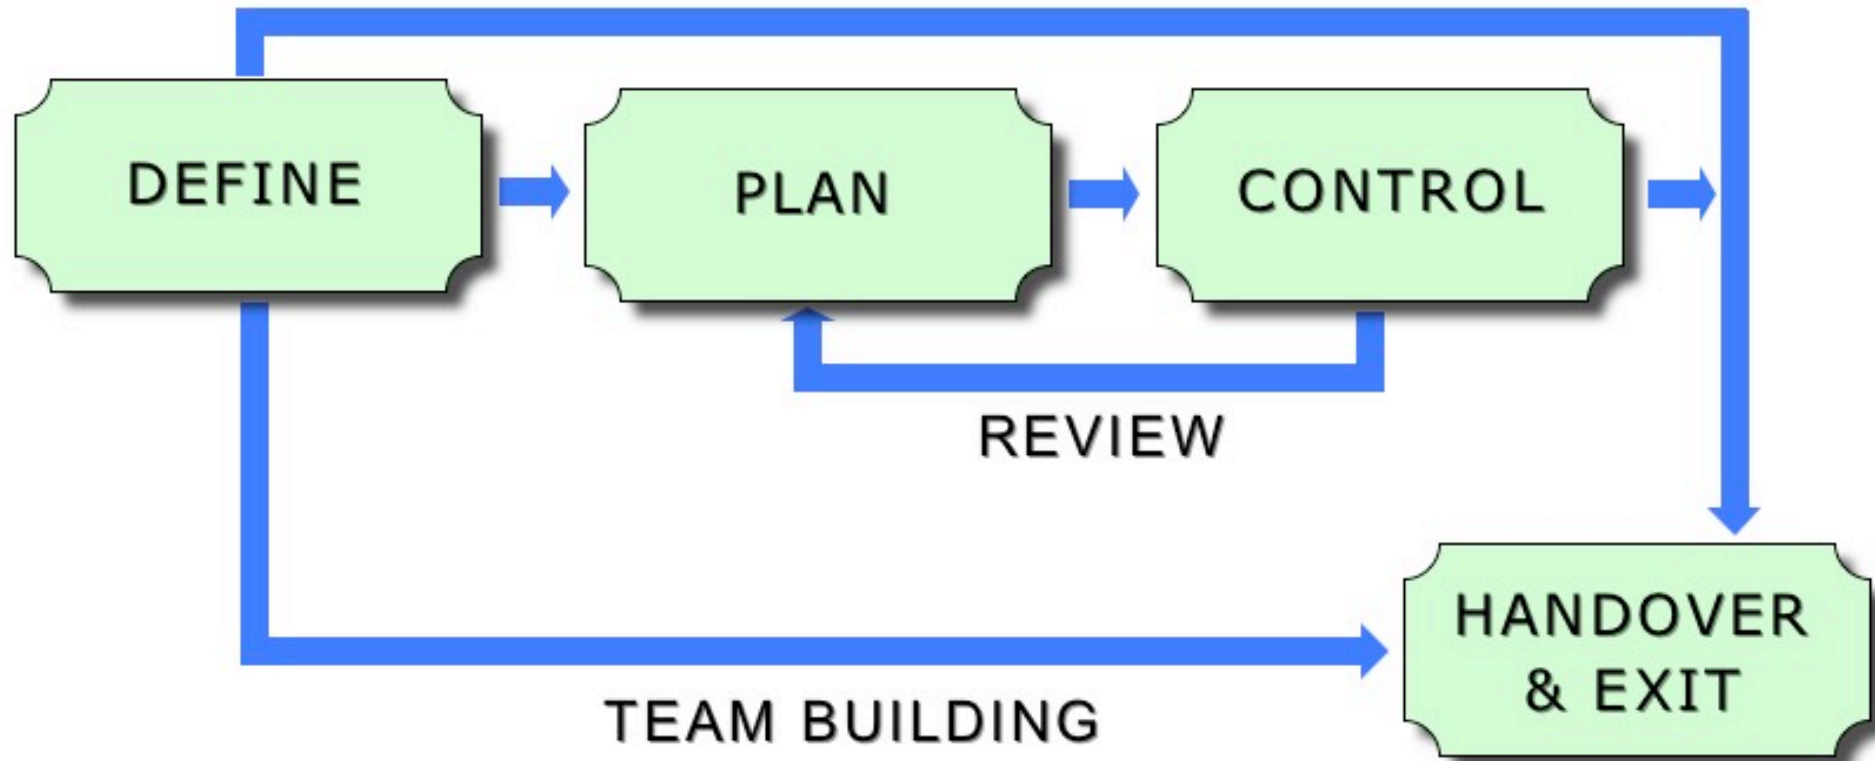 DEFINE
PLAN
CONTROL
REVIEW
HANDOVER
& EXIT
TEAM BUILDING